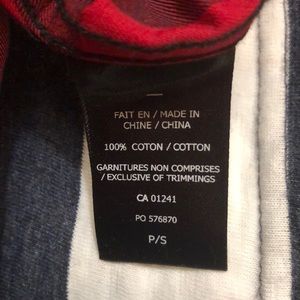 FAIT EN / MADE IN
CHINE / CHINA
100% COTON / COTTON
GARNITURES NON COMPRISES
/ EXCLUSIVE OF TRIMMINGS
CA 01241
PO 576870
P/S